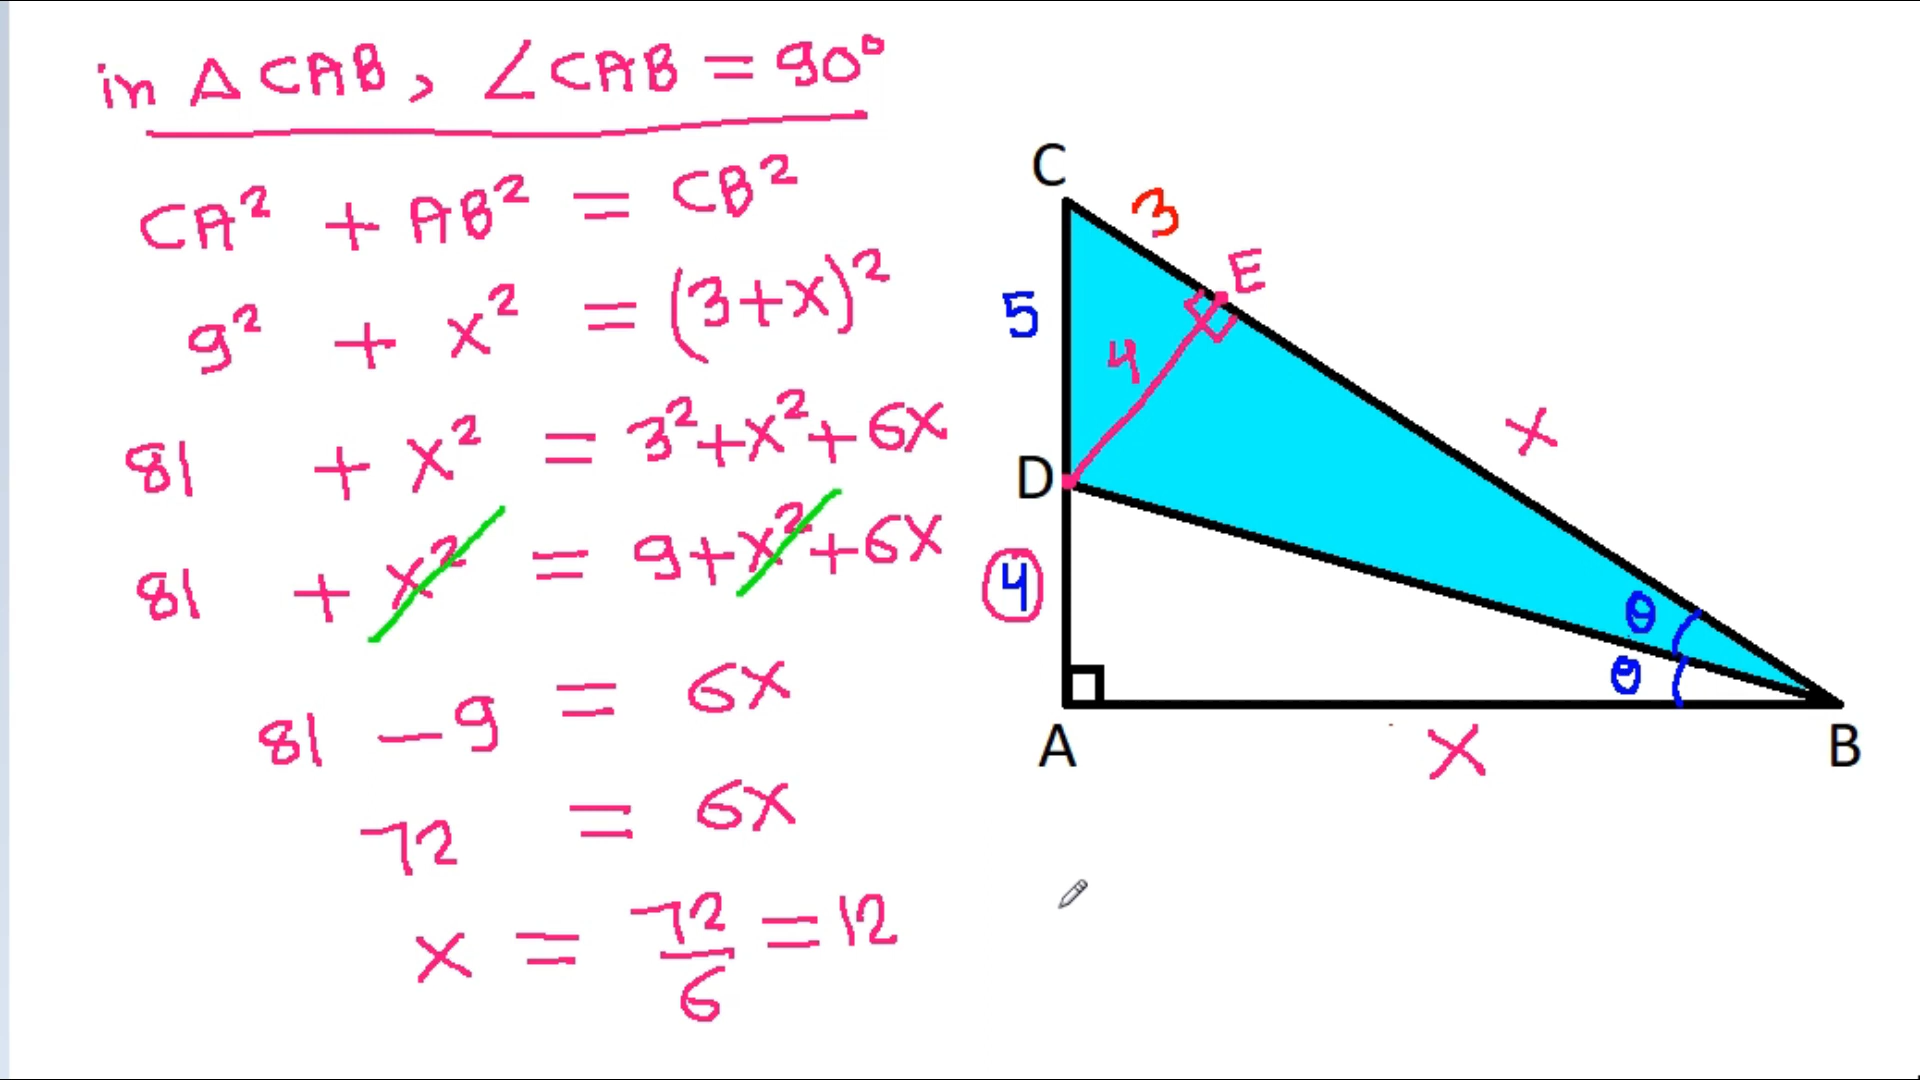 in △CAB, ∠CAB = 90°
CA² + AB² = CB²
9² + x² = (3+x)²
81 + x² = 3²+x²+6x
81 + x² = 9+x²+6x
81 - 9 = 6x
72 = 6x
x = 72/6 = 12
C
3
E
5
4
x
D
4
θ
θ
A
x
B